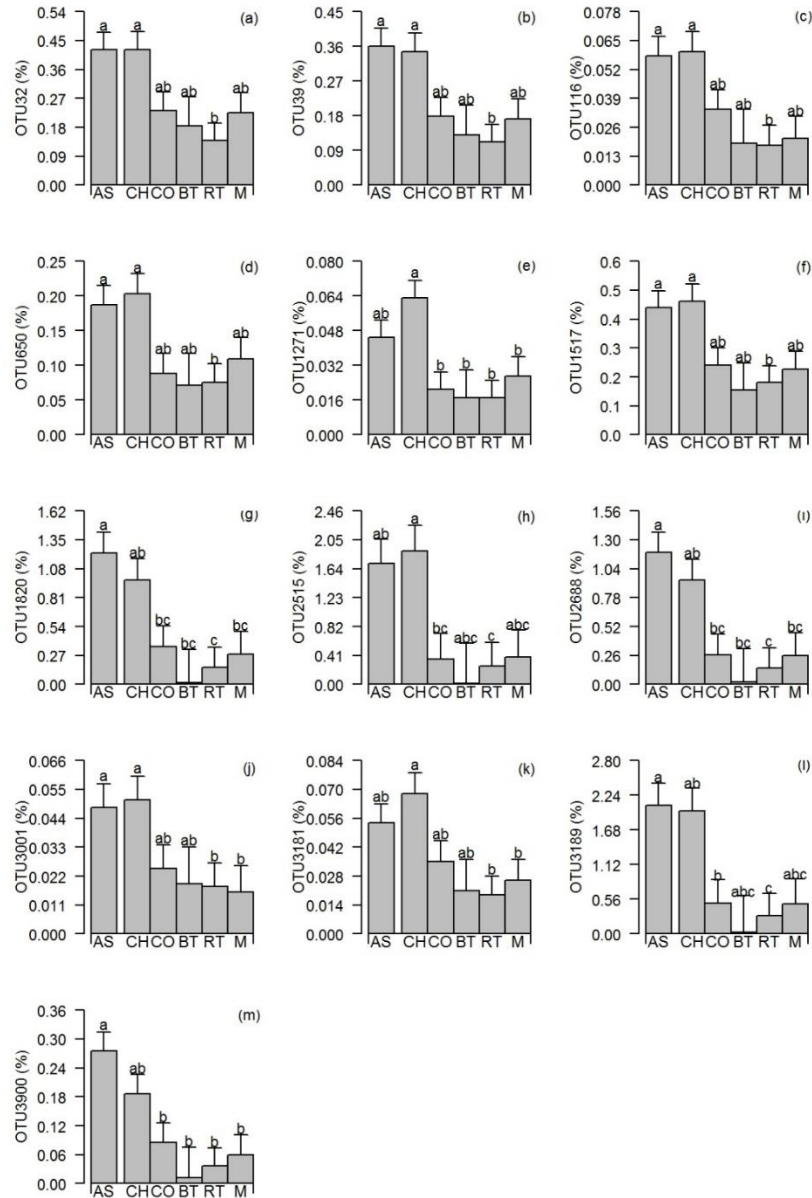 (a)
OTU32 (%)
0.54
0.45
0.36
0.27
0.18
0.09
0.00
a a ab ab b ab
AS CH CO BT RT M
(b)
OTU39 (%)
0.45
0.36
0.27
0.18
0.09
0.00
a a ab ab b ab
AS CH CO BT RT M
(c)
OTU116 (%)
0.078
0.065
0.052
0.039
0.026
0.013
0.000
a a ab ab b ab
AS CH CO BT RT M
(d)
OTU650 (%)
0.25
0.20
0.15
0.10
0.05
0.00
a a ab ab b ab
AS CH CO BT RT M
(e)
OTU1271 (%)
0.080
0.064
0.048
0.032
0.016
0.000
ab a b b b b
AS CH CO BT RT M
(f)
OTU1517 (%)
0.6
0.5
0.4
0.3
0.2
0.1
0.0
a a ab ab b ab
AS CH CO BT RT M
(g)
OTU1820 (%)
1.62
1.35
1.08
0.81
0.54
0.27
0.00
a ab bc bc c bc
AS CH CO BT RT M
(h)
OTU2515 (%)
2.46
2.05
1.64
1.23
0.82
0.41
0.00
ab a bc abc c abc
AS CH CO BT RT M
(i)
OTU2688 (%)
1.56
1.30
1.04
0.78
0.52
0.26
0.00
a ab bc bc c bc
AS CH CO BT RT M
(j)
OTU3001 (%)
0.066
0.055
0.044
0.033
0.022
0.011
0.000
a a ab ab b b
AS CH CO BT RT M
(k)
OTU3181 (%)
0.084
0.070
0.056
0.042
0.028
0.014
0.000
ab a ab ab b b
AS CH CO BT RT M
(l)
OTU3189 (%)
2.80
2.24
1.68
1.12
0.56
0.00
a ab b abc c abc
AS CH CO BT RT M
(m)
OTU3900 (%)
0.36
0.30
0.24
0.18
0.12
0.06
0.00
a ab b b b b
AS CH CO BT RT M